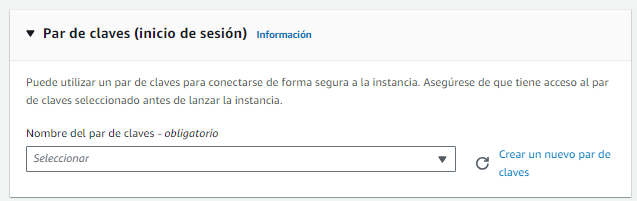 Par de claves (inicio de sesión) Información
Puede utilizar un par de claves para conectarse de forma segura a la instancia. Asegúrese de que tiene acceso al par
de claves seleccionado antes de lanzar la instancia.
Nombre del par de claves - obligatorio
Seleccionar
Crear un nuevo par de
claves